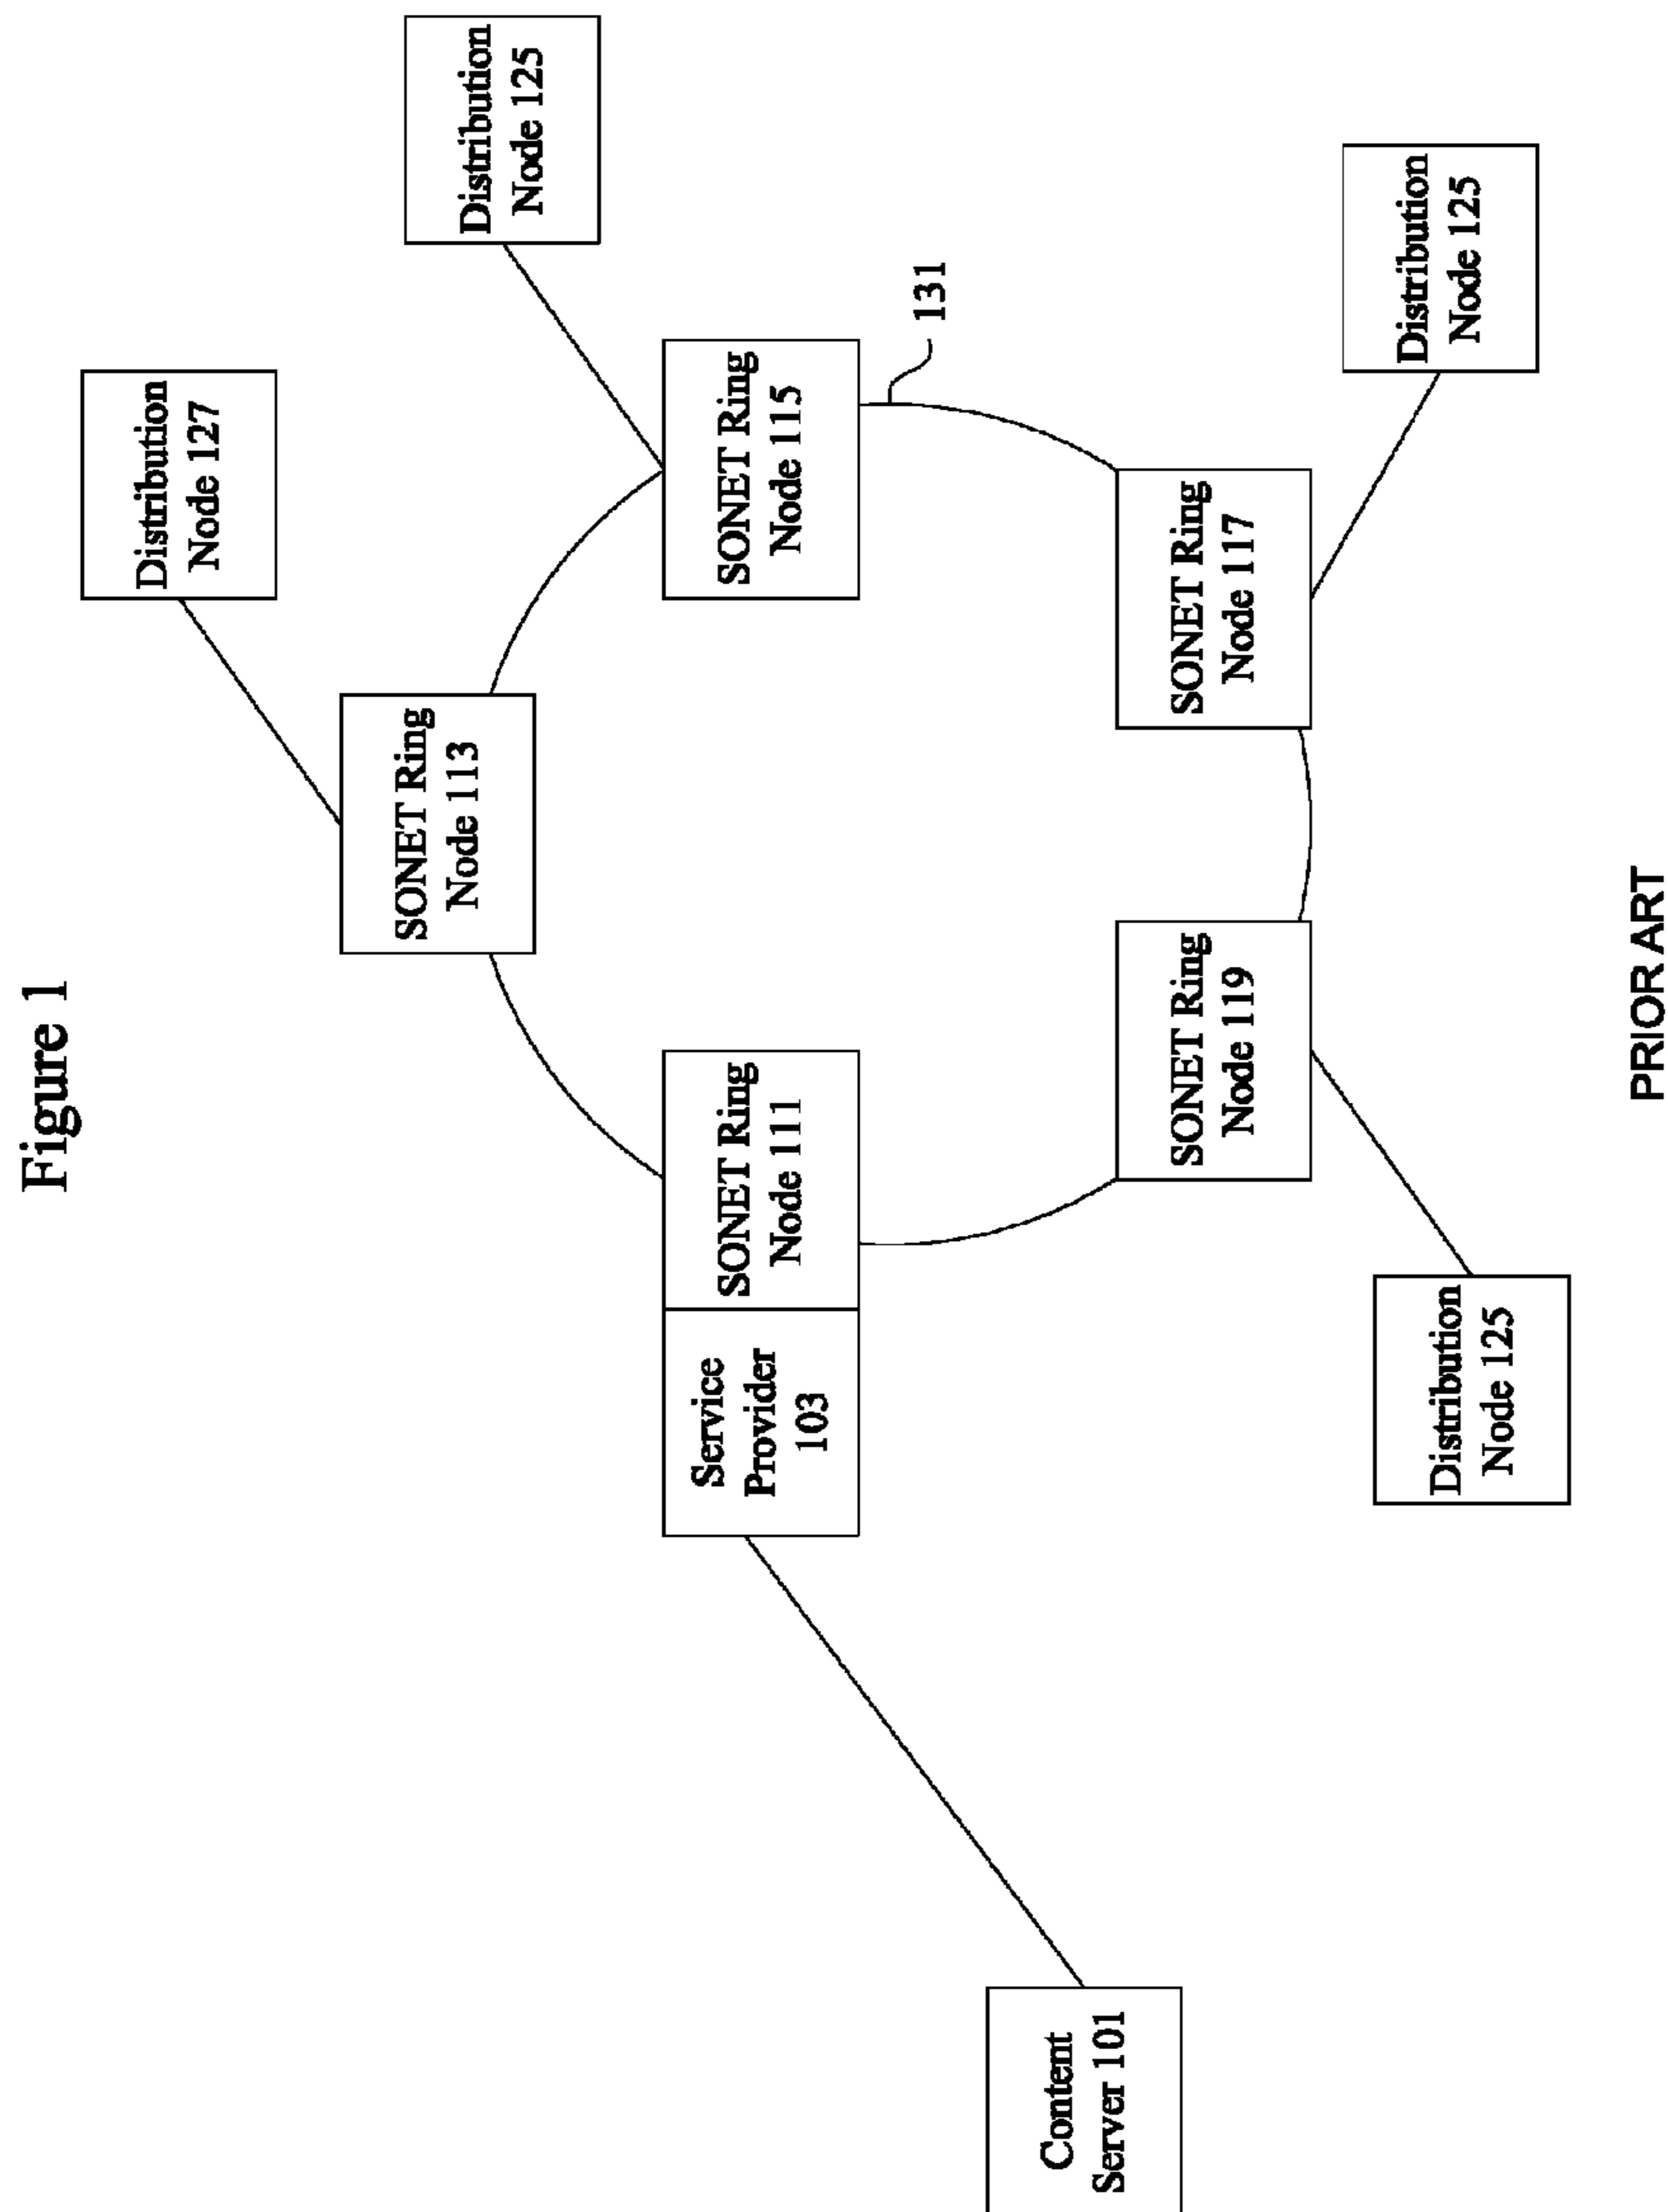 Figure 1
Distribution
Node 127
SONET Ring
Node 113
Distribution
Node 125
Service
Provider
103
SONET Ring
Node 111
SONET Ring
Node 115
131
Content
Server 101
SONET Ring
Node 119
SONET Ring
Node 117
Distribution
Node 125
Distribution
Node 125
PRIOR ART